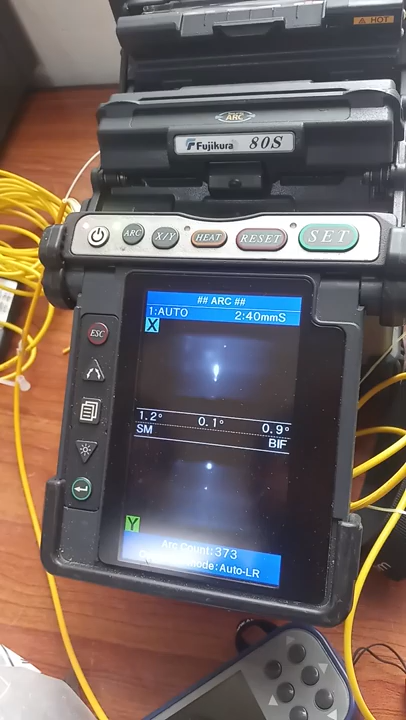 HOT
ARC
Fujikura 80S
ARC X/Y HEAT RESET SET
ESC
## ARC ##
1:AUTO 2:40mmS
X
1.2° 0.1° 0.9°
SM BIF
Y
Arc Count:373
mode:Auto-LR